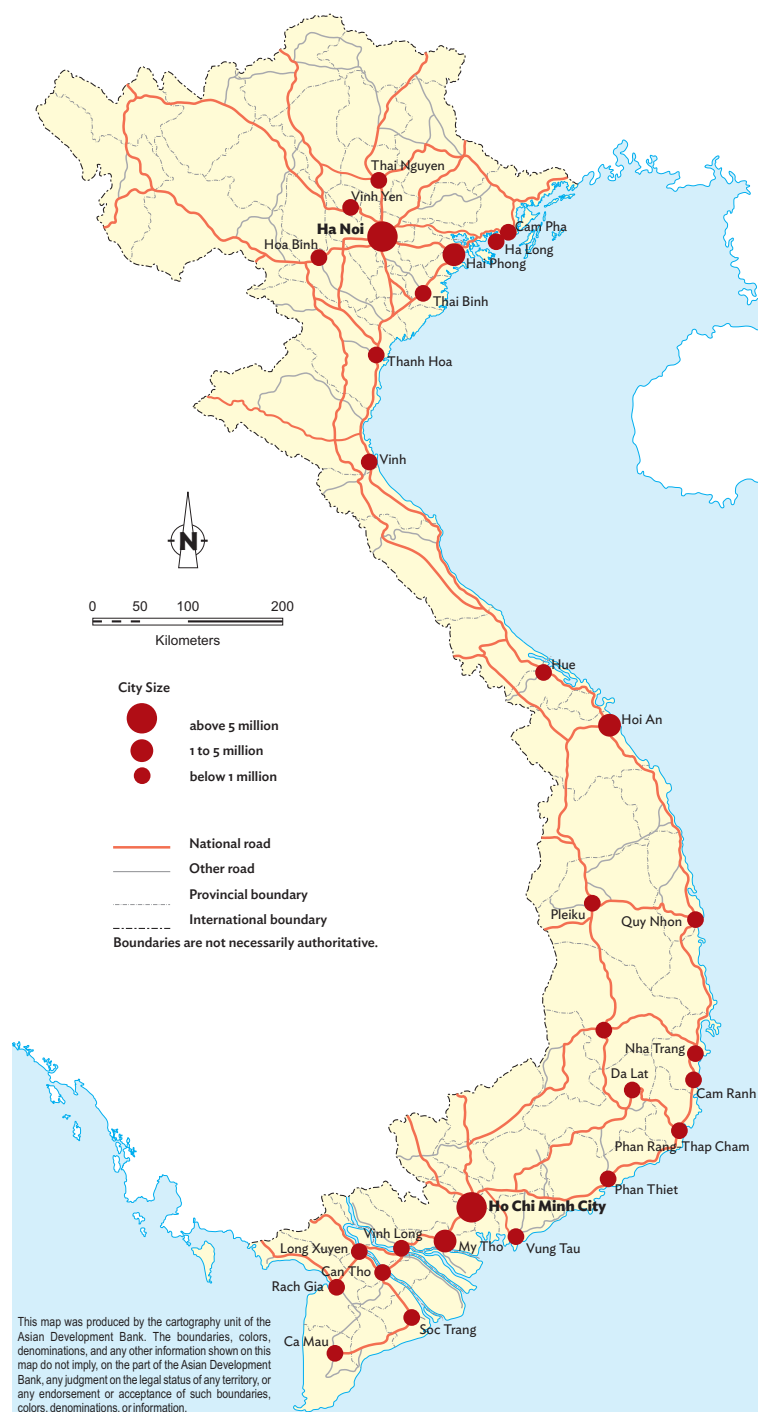 Thai Nguyen
Vinh Yen
Ha Noi
Cam Pha
Ha Long
Hoa Binh
Hai Phong
Thai Binh
Thanh Hoa
Vinh
N
0 50 100 200
Kilometers
Hue
City Size
Hoi An
above 5 million
1 to 5 million
below 1 million
National road
Other road
Provincial boundary
International boundary
Boundaries are not necessarily authoritative.
Pleiku
Quy Nhon
Nha Trang
Da Lat
Cam Ranh
Phan Rang-Thap Cham
Phan Thiet
Ho Chi Minh City
Vinh Long
Long Xuyen
My Tho
Vung Tau
Can Tho
Rach Gia
Soc Trang
Ca Mau
This map was produced by the cartography unit of the
Asian Development Bank. The boundaries, colors,
denominations, and any other information shown on this
map do not imply, on the part of the Asian Development
Bank, any judgment on the legal status of any territory, or
any endorsement or acceptance of such boundaries,
colors, denominations, or information.